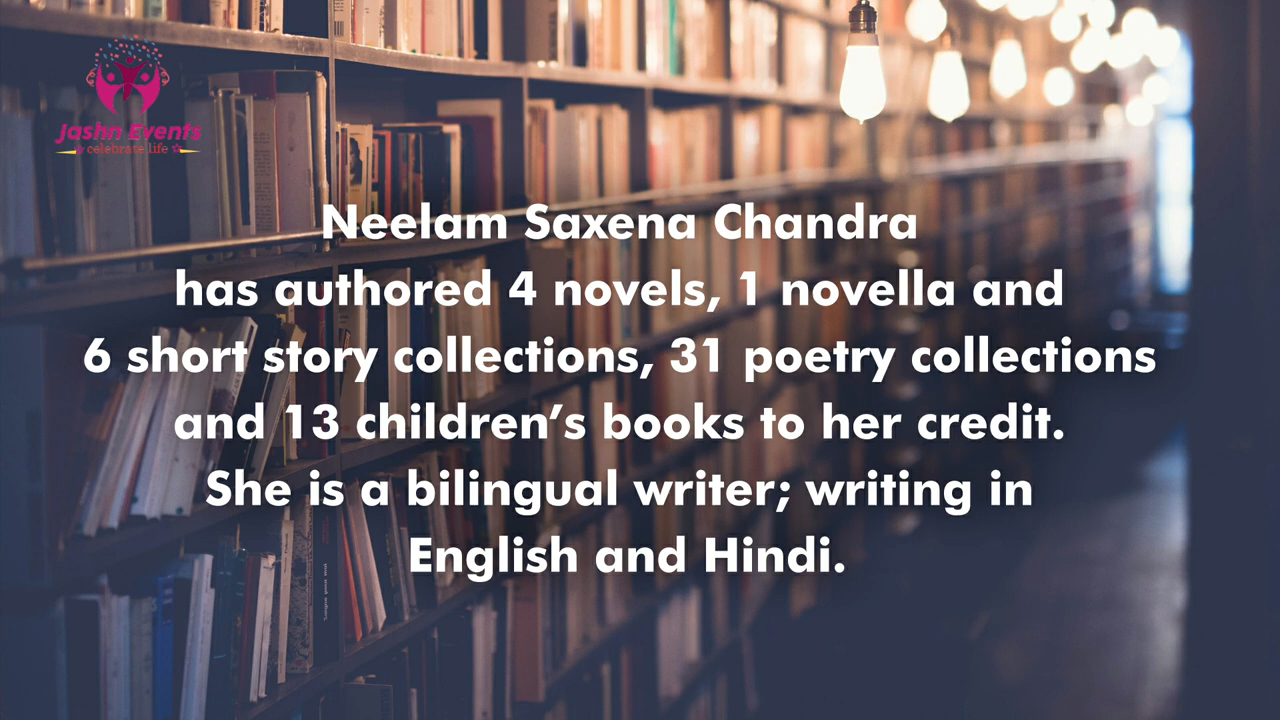 Jashn Events
celebrate life
Neelam Saxena Chandra
has authored 4 novels, 1 novella and
6 short story collections, 31 poetry collections
and 13 children’s books to her credit.
She is a bilingual writer; writing in
English and Hindi.